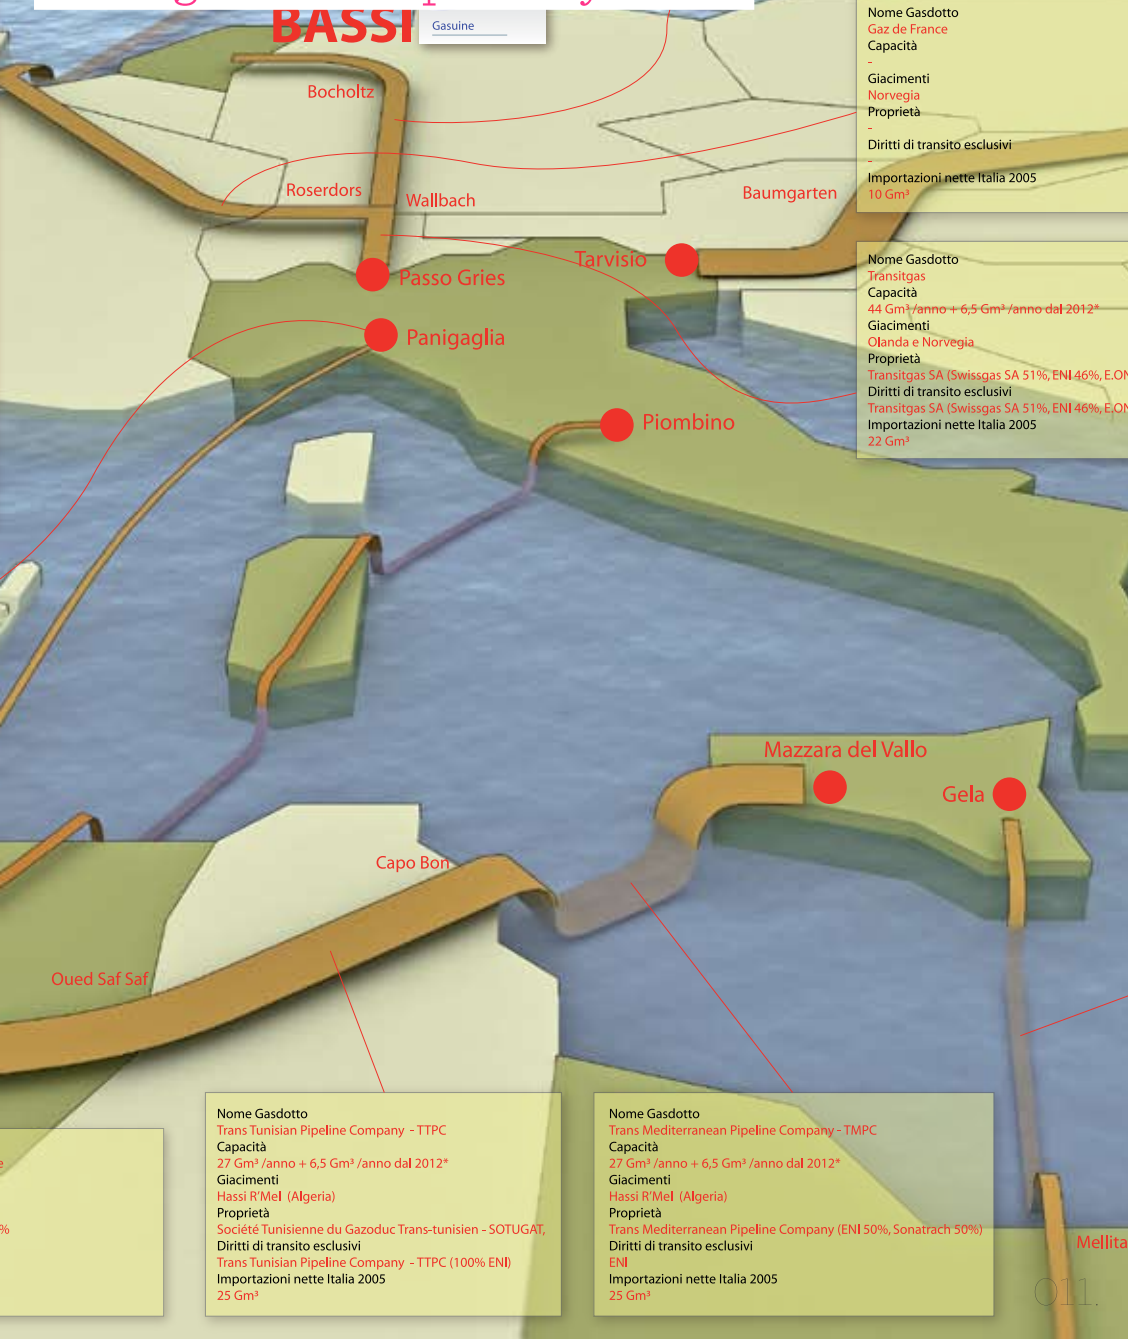 BASSI
Gasuine
Nome Gasdotto
Gaz de France
Capacità
-
Giacimenti
Norvegia
Proprietà
-
Diritti di transito esclusivi
-
Importazioni nette Italia 2005
10 Gm³
Bocholtz
Roserdors
Wallbach
Baumgarten
Tarvisio
Passo Gries
Panigaglia
Piombino
Nome Gasdotto
Transitgas
Capacità
44 Gm³ /anno + 6,5 Gm³ /anno dal 2012*
Giacimenti
Olanda e Norvegia
Proprietà
Transitgas SA (Swissgas SA 51%, ENI 46%, E.ON
Diritti di transito esclusivi
Transitgas SA (Swissgas SA 51%, ENI 46%, E.ON
Importazioni nette Italia 2005
22 Gm³
Mazzara del Vallo
Gela
Capo Bon
Oued Saf Saf
Mellita
%
Nome Gasdotto
Trans Tunisian Pipeline Company - TTPC
Capacità
27 Gm³ /anno + 6,5 Gm³ /anno dal 2012*
Giacimenti
Hassi R'Mel (Algeria)
Proprietà
Société Tunisienne du Gazoduc Trans-tunisien - SOTUGAT,
Diritti di transito esclusivi
Trans Tunisian Pipeline Company - TTPC (100% ENI)
Importazioni nette Italia 2005
25 Gm³
Nome Gasdotto
Trans Mediterranean Pipeline Company - TMPC
Capacità
27 Gm³ /anno + 6,5 Gm³ /anno dal 2012*
Giacimenti
Hassi R'Mel (Algeria)
Proprietà
Trans Mediterranean Pipeline Company (ENI 50%, Sonatrach 50%)
Diritti di transito esclusivi
ENI
Importazioni nette Italia 2005
25 Gm³
011.